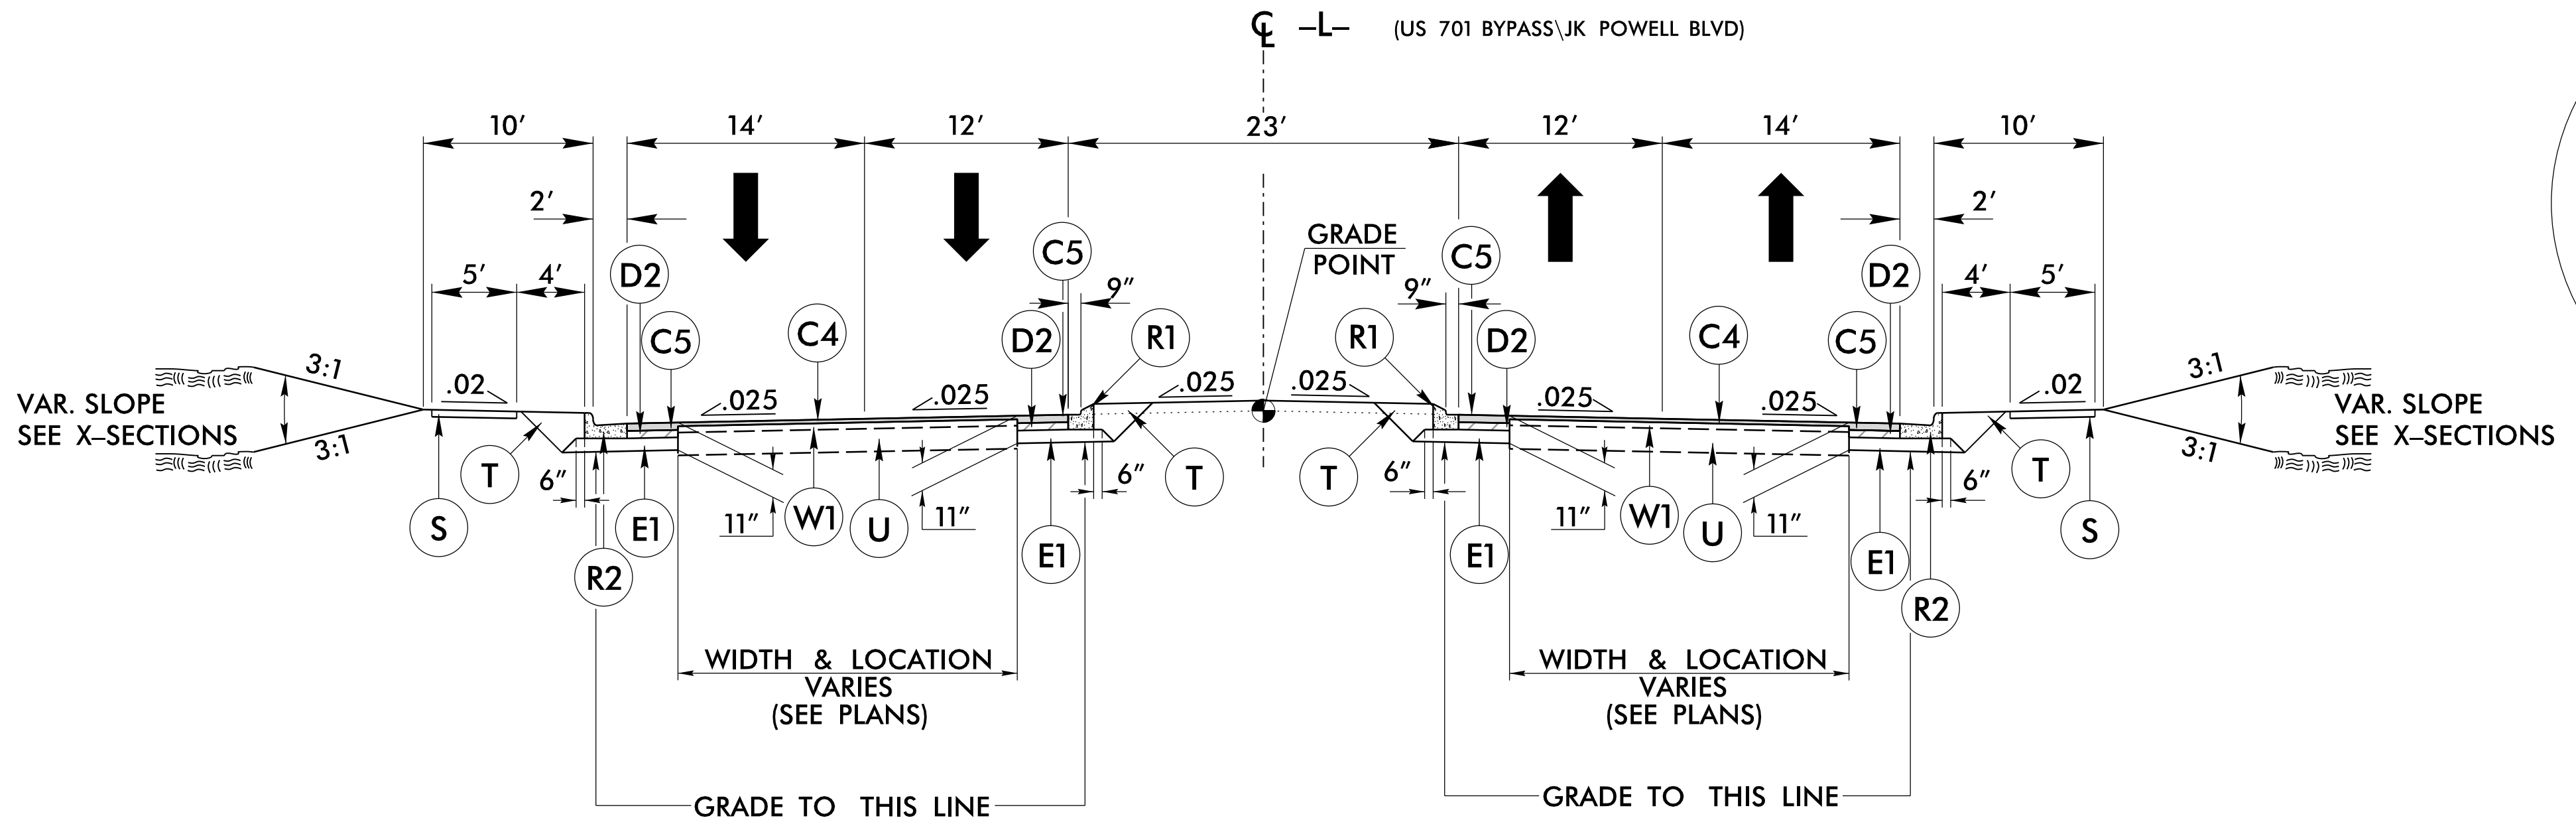 ℄ –L– (US 701 BYPASS\JK POWELL BLVD)
10′ 14′ 12′ 23′ 12′ 14′ 10′
2′ 2′
GRADE
POINT
C5 C5
D2 D2
5′ 4′ 4′ 5′
9″ 9″
C5 C4 D2 R1 R1 D2 C4 C5
3:1 .02 .025 .025 .025 .025 .025 .025 .02 3:1
VAR. SLOPE
SEE X–SECTIONS
VAR. SLOPE
SEE X–SECTIONS
3:1 3:1
T 6″ 6″ T T 6″ 6″ T
S E1 11″ W1 U 11″ E1 E1 11″ W1 U 11″ E1 S
R2 R2
WIDTH & LOCATION
VARIES
(SEE PLANS)
WIDTH & LOCATION
VARIES
(SEE PLANS)
GRADE TO THIS LINE
GRADE TO THIS LINE